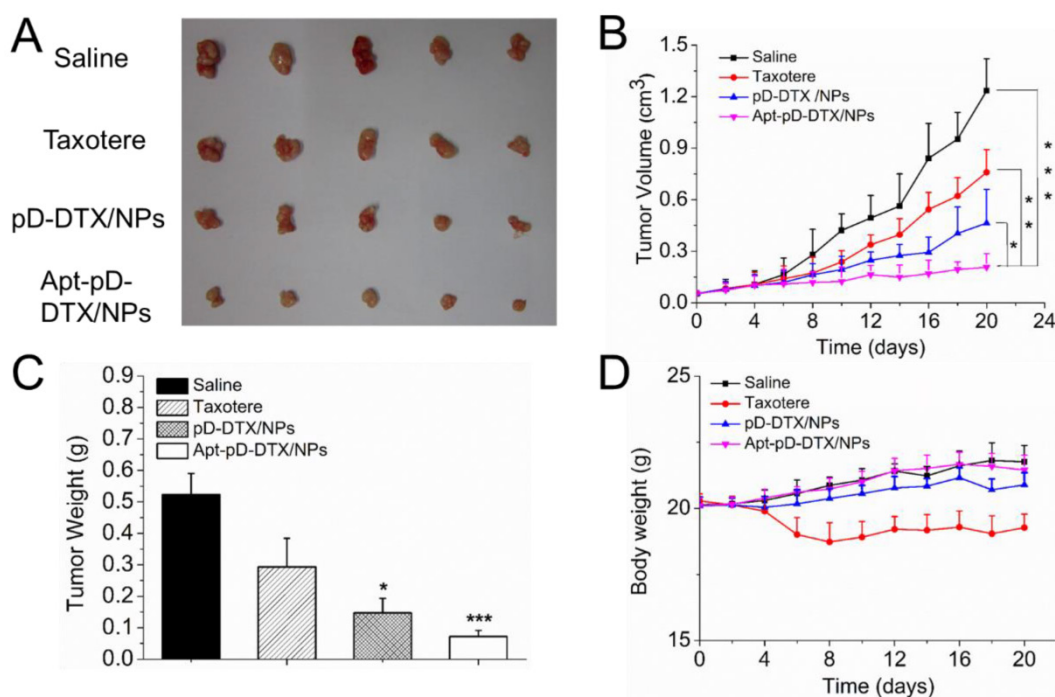 A
Saline
Taxotere
pD-DTX/NPs
Apt-pD-
DTX/NPs
B
Saline
Taxotere
pD-DTX /NPs
Apt-pD-DTX/NPs
Tumor Volume (cm³)
1.5
1.2
0.9
0.6
0.3
0.0
0 4 8 12 16 20 24
Time (days)
*
* *
* * *
C
Saline
Taxotere
pD-DTX/NPs
Apt-pD-DTX/NPs
Tumor Weight (g)
0.9
0.8
0.7
0.6
0.5
0.4
0.3
0.2
0.1
0.0
*
***
D
Saline
Taxotere
pD-DTX/NPs
Apt-pD-DTX/NPs
Body weight (g)
25
20
15
0 4 8 12 16 20
Time (days)